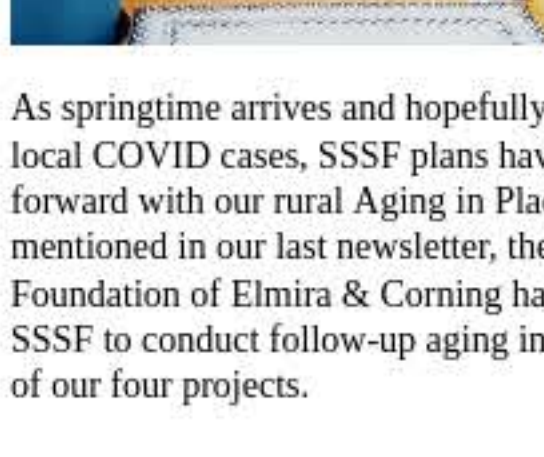 As springtime arrives and hopefully
local COVID cases, SSSF plans hav
forward with our rural Aging in Pla
mentioned in our last newsletter, the
Foundation of Elmira & Corning ha
SSSF to conduct follow-up aging in
of our four projects.